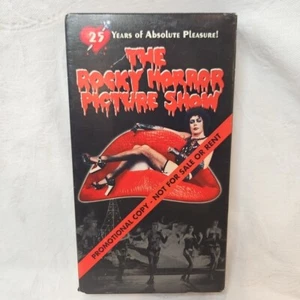 25 Years of Absolute Pleasure!
THE
ROCKY HORROR
PICTURE SHOW
PROMOTIONAL COPY - NOT FOR SALE OR RENT